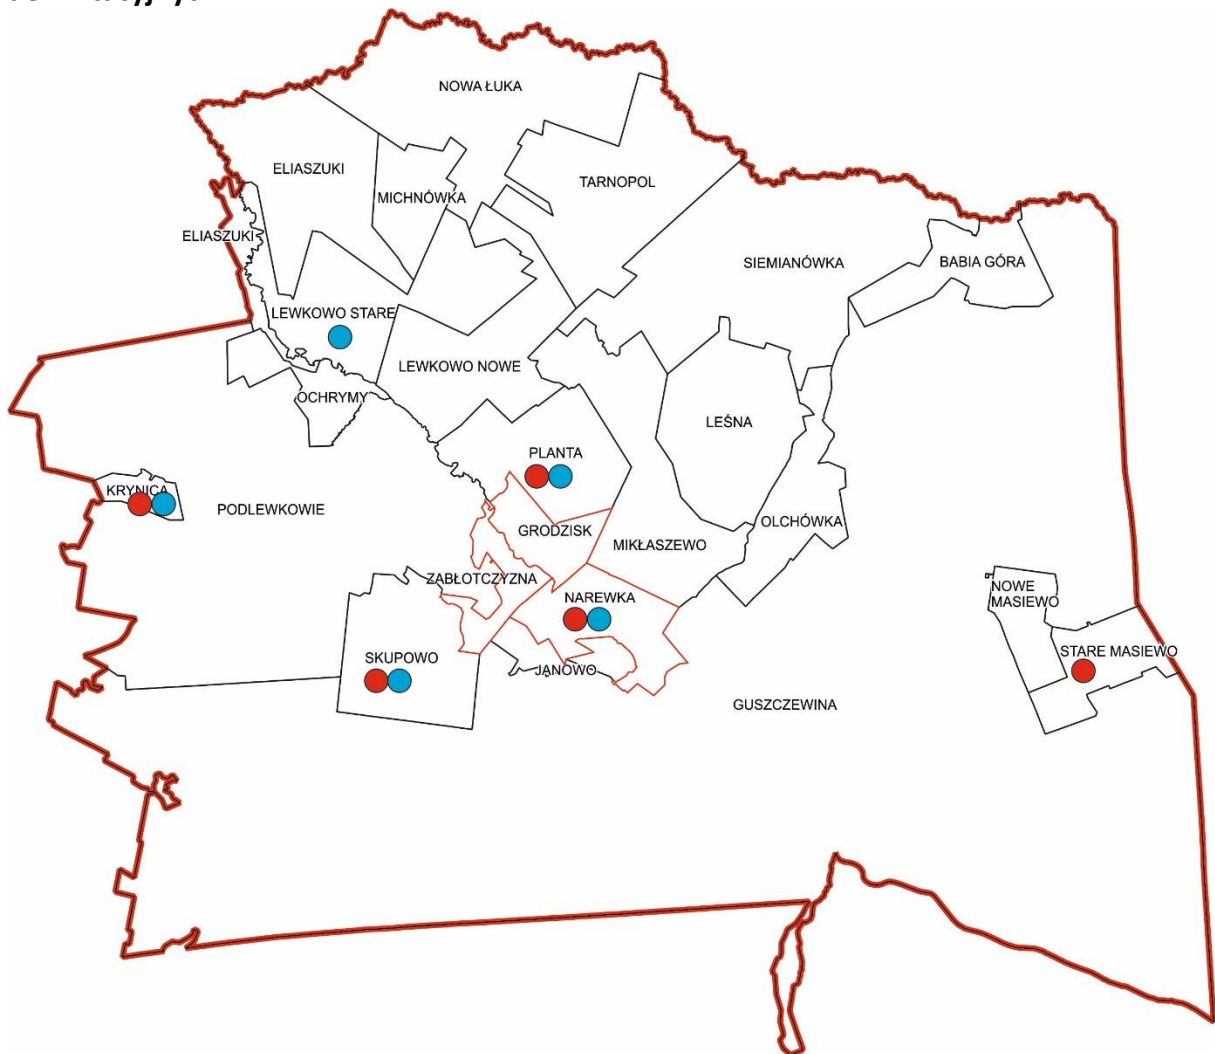 NOWA ŁUKA
ELIASZUKI
TARNOPOL
MICHNÓWKA
ELIASZUKI
SIEMIANÓWKA
BABIA GÓRA
LEWKOWO STARE
LEWKOWO NOWE
OCHRYMY
LEŚNA
PLANTA
KRYNICA
PODLEWKOWIE
OLCHÓWKA
GRODZISK
MIKŁASZEWO
ZABŁOTCZYZNA
NOWE
MASIEWO
NAREWKA
STARE MASIEWO
SKUPOWO
JANOWO
GUSZCZEWINA